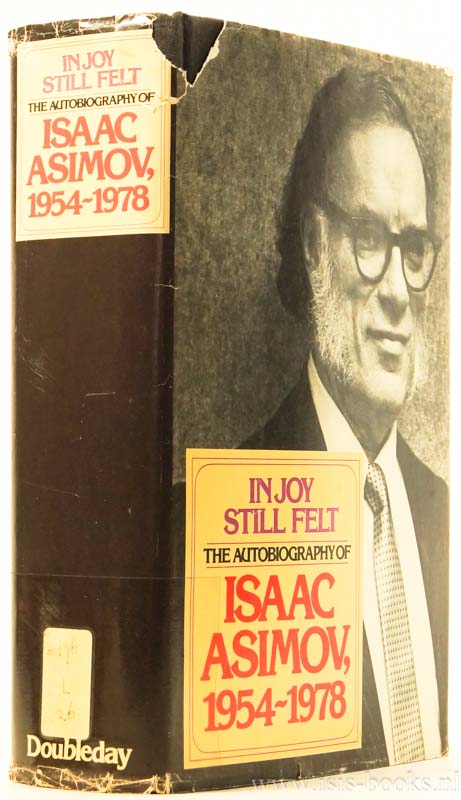 IN JOY
STILL FELT
THE AUTOBIOGRAPHY OF
ISAAC
ASIMOV,
1954~1978
L
Doubleday
IN JOY
STILL FELT
THE AUTOBIOGRAPHY OF
ISAAC
ASIMOV,
1954~1978
www.isis-books.nl